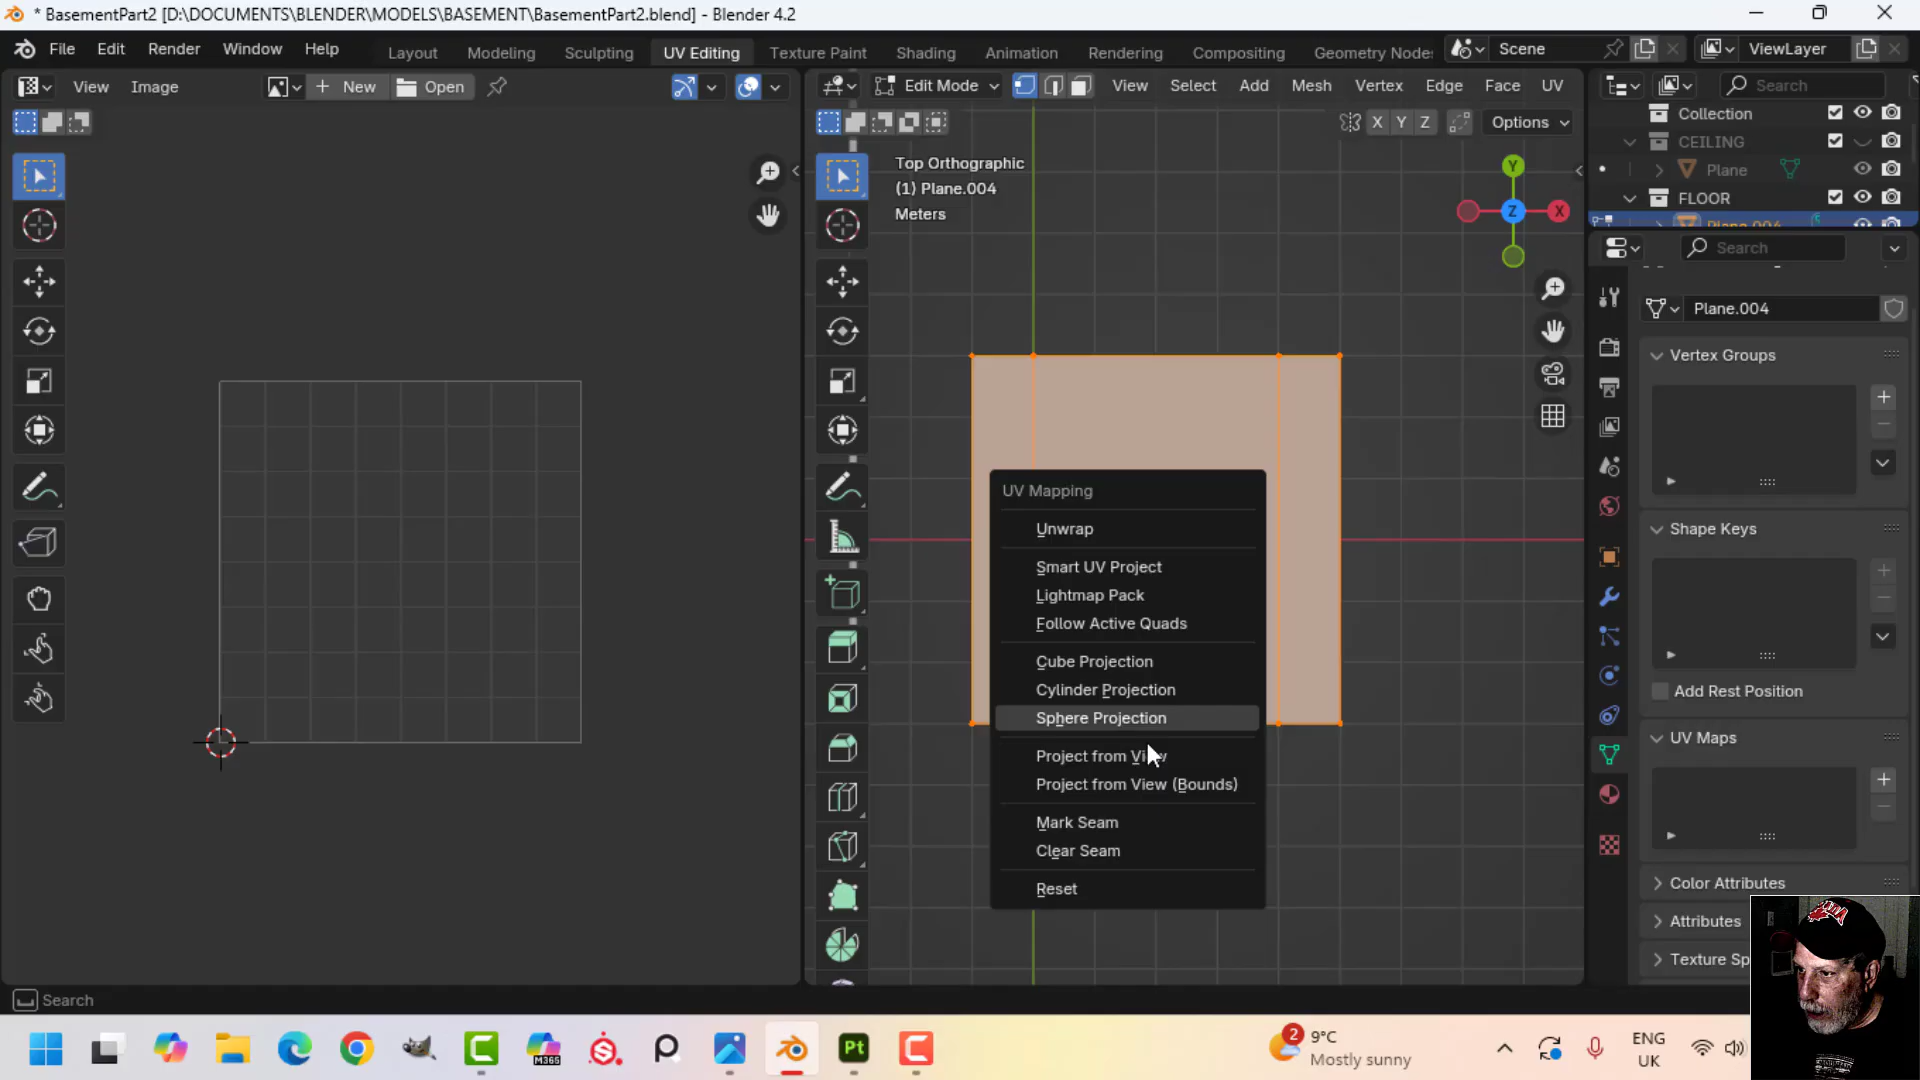 * BasementPart2 [D:\DOCUMENTS\BLENDER\MODELS\BASEMENT\BasementPart2.blend] - Blender 4.2
File Edit Render Window Help Layout Modeling Sculpting UV Editing Texture Paint Shading Animation Rendering Compositing Geometry Nodes Scene ViewLayer
View Image New Open Edit Mode View Select Add Mesh Vertex Edge Face UV Search
X Y Z Options
Collection
CEILING
Plane
FLOOR
Plane.004
Top Orthographic
(1) Plane.004
Meters
Y
Z X
Search
Plane.004
Vertex Groups
Shape Keys
Add Rest Position
UV Maps
Color Attributes
Attributes
Texture Sp
UV Mapping
Unwrap
Smart UV Project
Lightmap Pack
Follow Active Quads
Cube Projection
Cylinder Projection
Sphere Projection
Project from View
Project from View (Bounds)
Mark Seam
Clear Seam
Reset
Search
M365
Pt
2
9°C
Mostly sunny
ENG
UK